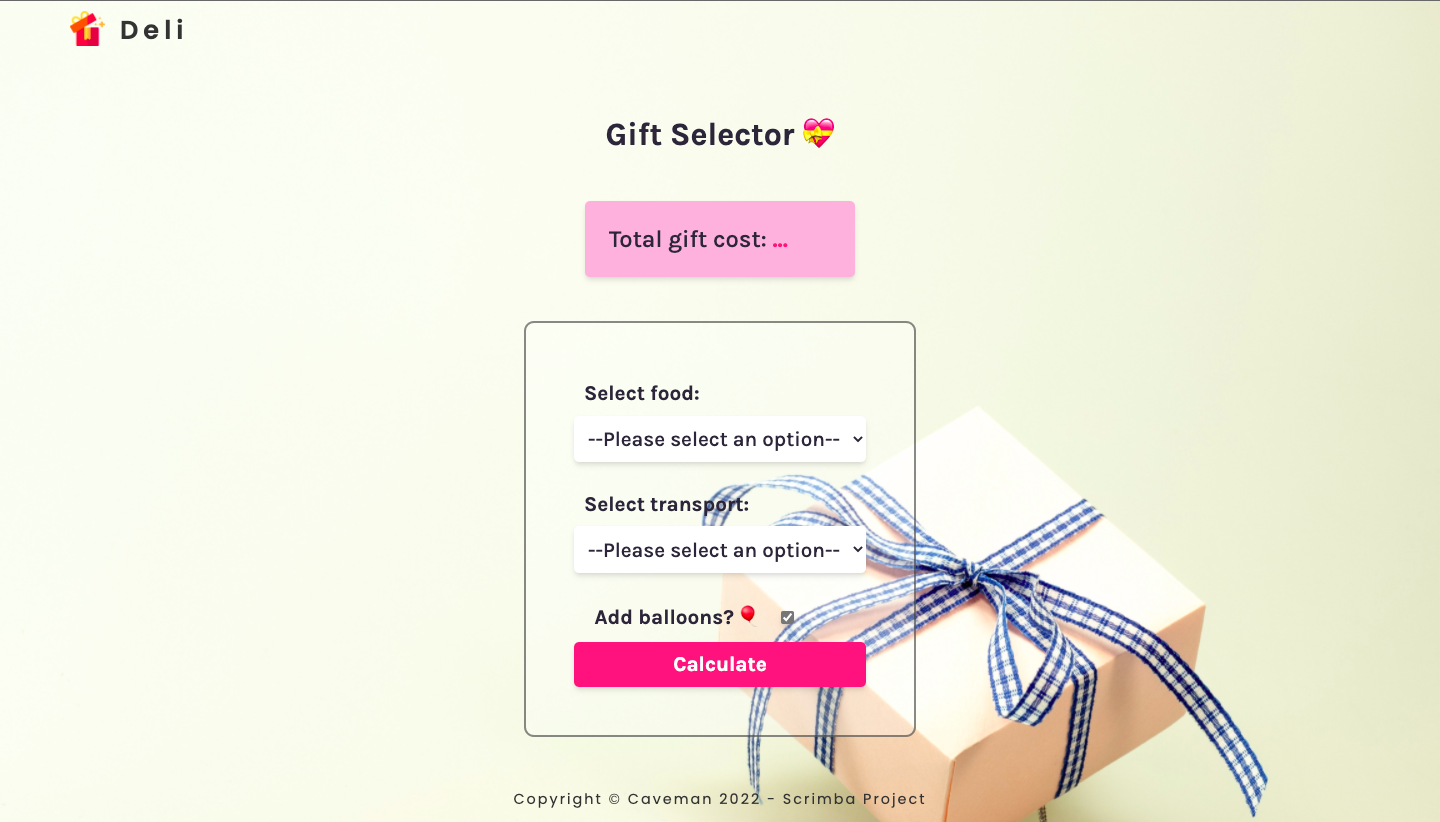 Deli
Gift Selector 💝
Total gift cost: ...
Select food:
--Please select an option--
Select transport:
--Please select an option--
Add balloons?🎈
Calculate
Copyright © Caveman 2022 - Scrimba Project